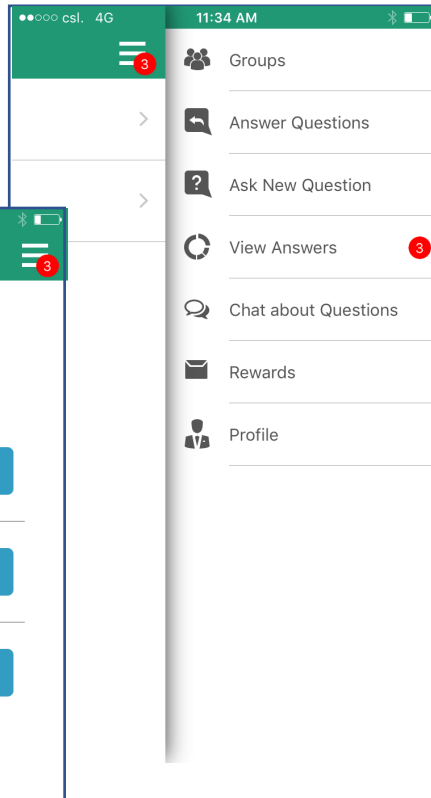 csl. 4G 11:34 AM
3
Groups
Answer Questions
?
Ask New Question
View Answers 3
3
Chat about Questions
Rewards
Profile